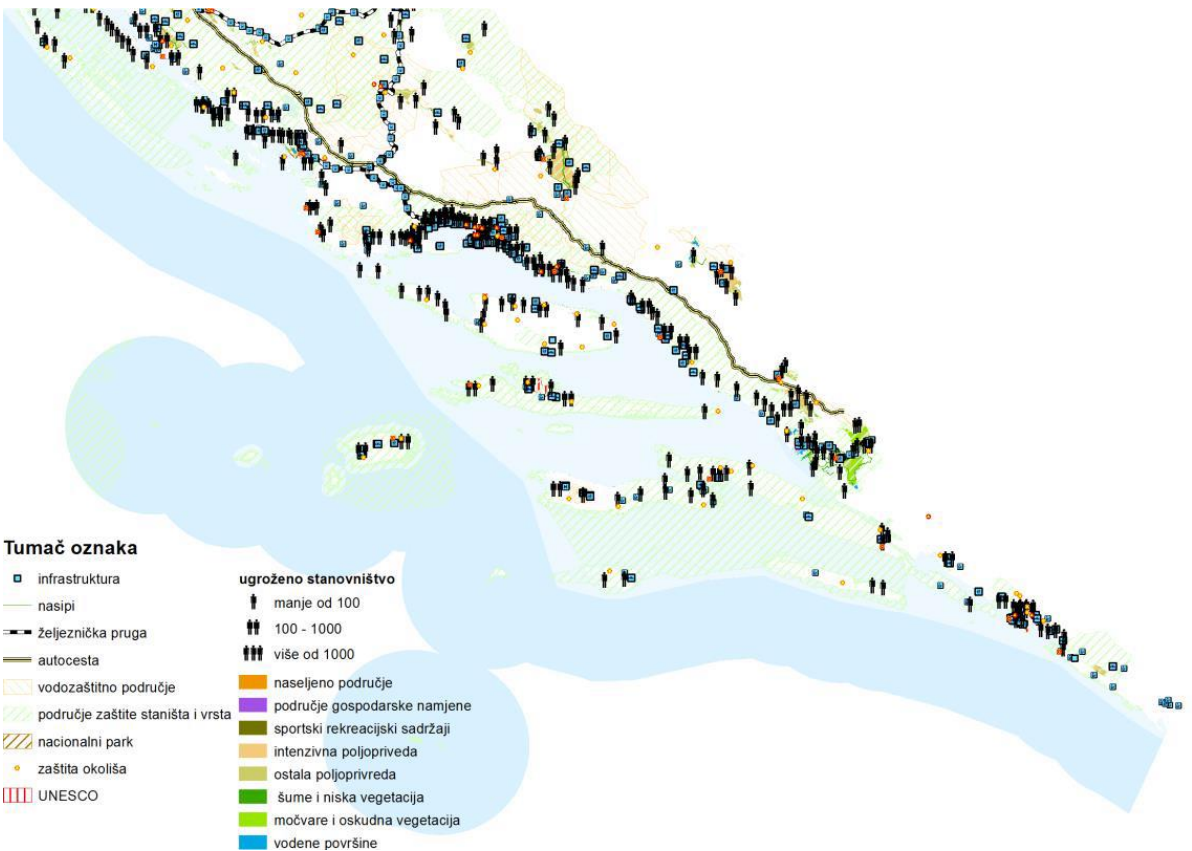 Tumač oznaka
infrastruktura
nasipi
željeznička pruga
autocesta
vodozaštitno područje
područje zaštite staništa i vrsta
nacionalni park
zaštita okoliša
UNESCO
ugroženo stanovništvo
manje od 100
100 - 1000
više od 1000
naseljeno područje
područje gospodarske namjene
sportski rekreacijski sadržaji
intenzivna poljopriveda
ostala poljoprivreda
šume i niska vegetacija
močvare i oskudna vegetacija
vodene površine